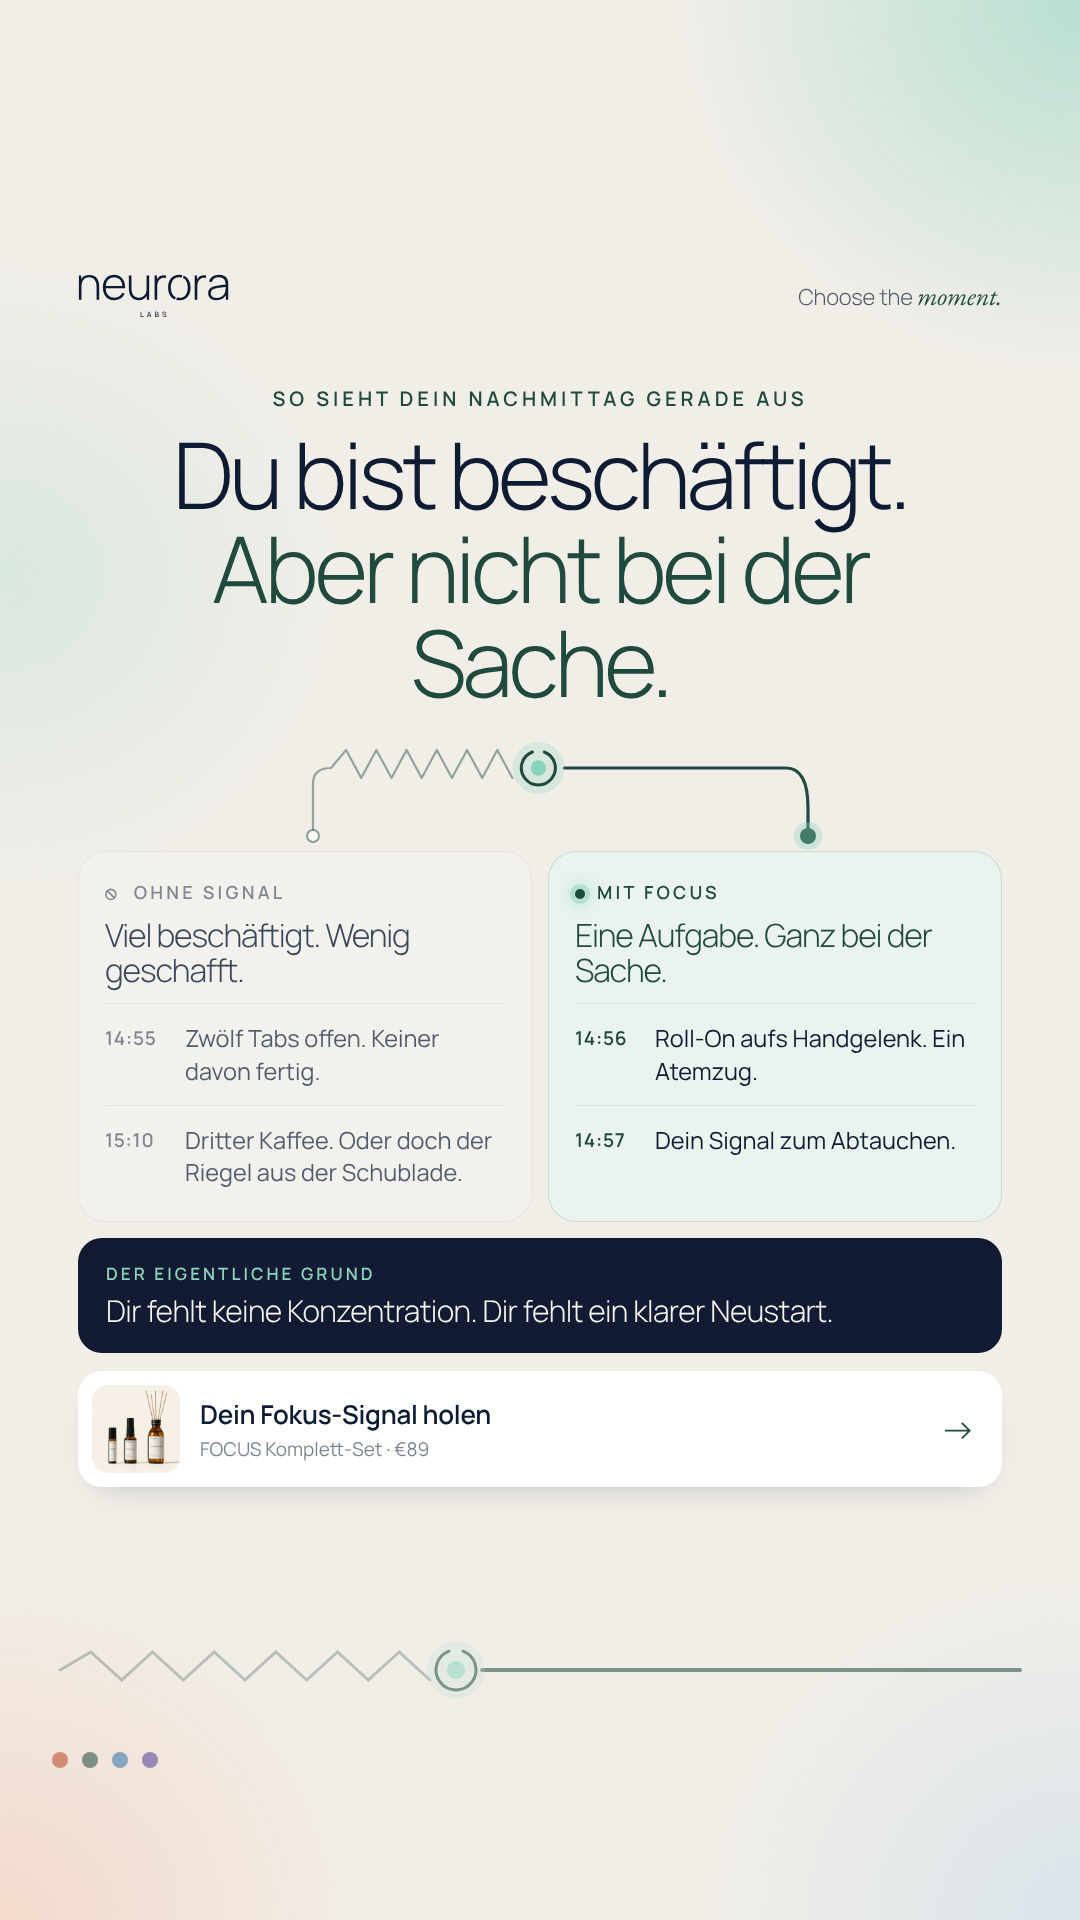 neurora
LABS
Choose the moment.
SO SIEHT DEIN NACHMITTAG GERADE AUS
Du bist beschäftigt.
Aber nicht bei der
Sache.
OHNE SIGNAL
Viel beschäftigt. Wenig
geschafft.
14:55 Zwölf Tabs offen. Keiner
davon fertig.
15:10 Dritter Kaffee. Oder doch der
Riegel aus der Schublade.
MIT FOCUS
Eine Aufgabe. Ganz bei der
Sache.
14:56 Roll-On aufs Handgelenk. Ein
Atemzug.
14:57 Dein Signal zum Abtauchen.
DER EIGENTLICHE GRUND
Dir fehlt keine Konzentration. Dir fehlt ein klarer Neustart.
Dein Fokus-Signal holen
FOCUS Komplett-Set · €89